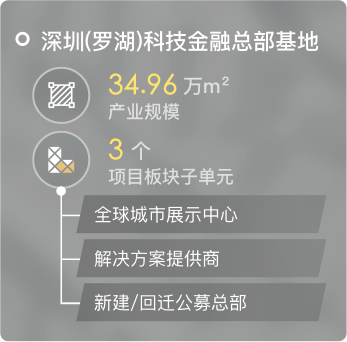 深圳(罗湖)科技金融总部基地
34.96 万m²
产业规模
3 个
项目板块子单元
全球城市展示中心
解决方案提供商
新建/回迁公募总部